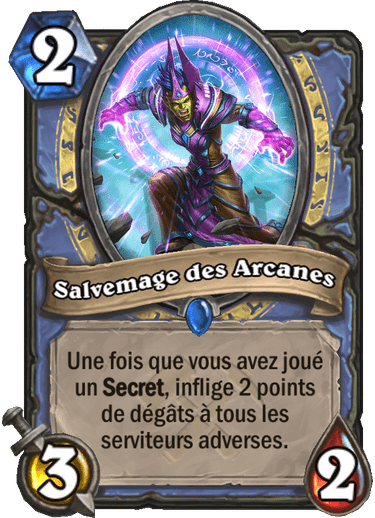 2
Salvemage des Arcanes
Une fois que vous avez joué
un Secret, inflige 2 points
de dégâts à tous les
serviteurs adverses.
3
2